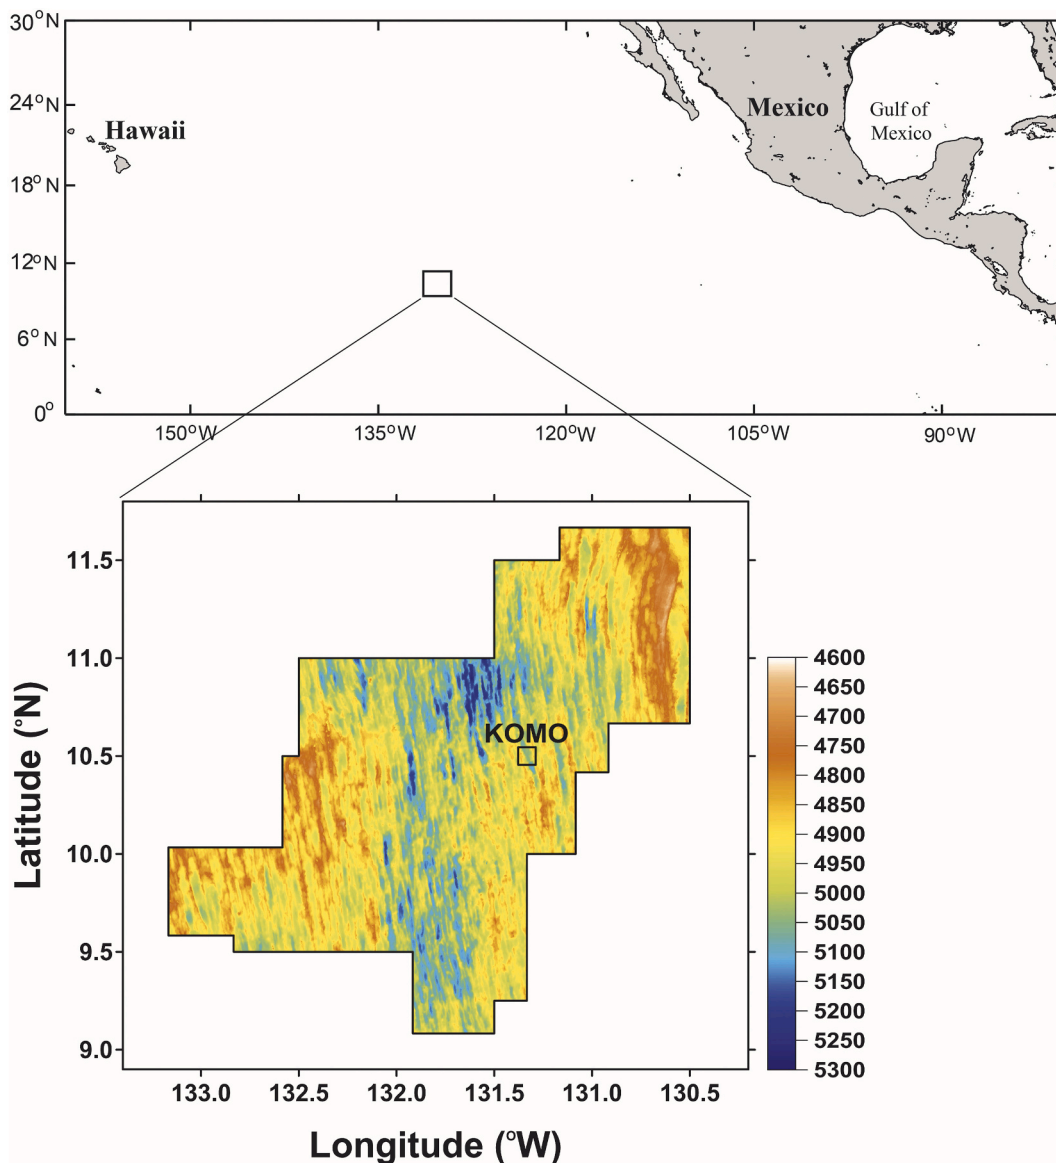 30°N
24°N
18°N
12°N
6°N
0°
Hawaii
Mexico
Gulf of
Mexico
150°W
135°W
120°W
105°W
90°W
11.5
11.0
10.5
10.0
9.5
9.0
Latitude (°N)
KOMO
133.0
132.5
132.0
131.5
131.0
130.5
Longitude (°W)
4600
4650
4700
4750
4800
4850
4900
4950
5000
5050
5100
5150
5200
5250
5300